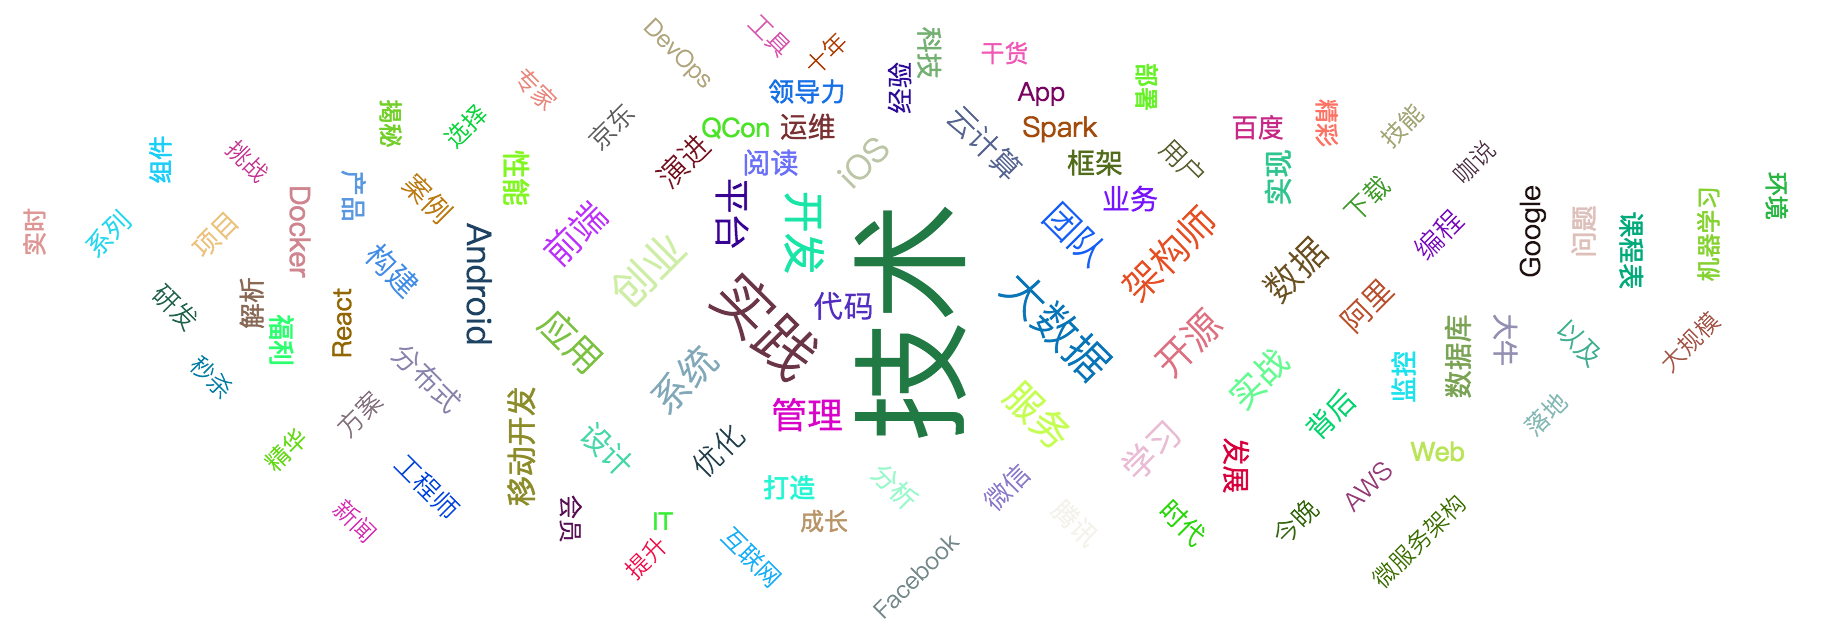 DevOps
工具
十年
科技
干货
专家
领导力
经验
App
部署
揭秘
选择
京东
QCon
运维
云计算
Spark
百度
精彩
技能
组件
挑战
产品
案例
性能
演进
阅读
iOS
框架
用户
实现
下载
咖说
环境
实时
系列
项目
Docker
构建
Android
前端
创业
平台
开发
技术
团队
业务
架构师
数据
编程
Google
问题
课程表
机器学习
研发
解析
福利
React
分布式
应用
系统
实践
代码
大数据
开源
阿里
实战
监控
数据库
大牛
以及
大规模
秒杀
方案
移动开发
设计
优化
管理
服务
学习
发展
背后
Web
落地
精华
工程师
会员
打造
分析
微信
AWS
新闻
IT
成长
腾讯
时代
今晚
微服务架构
提升
互联网
Facebook